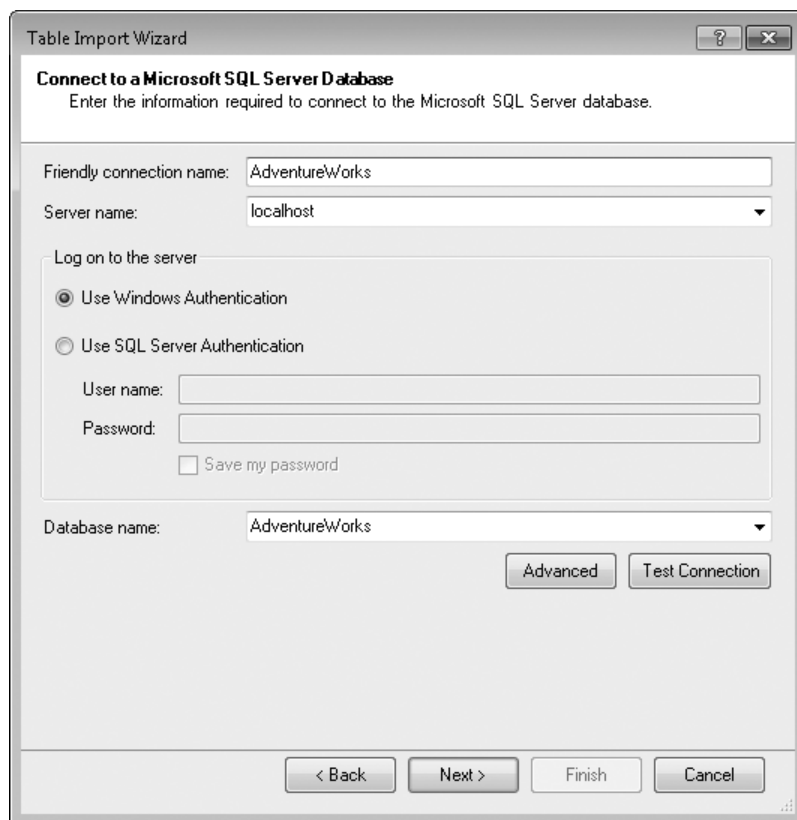 Table Import Wizard
?
Connect to a Microsoft SQL Server Database
Enter the information required to connect to the Microsoft SQL Server database.
Friendly connection name: AdventureWorks
Server name: localhost
Log on to the server
Use Windows Authentication
Use SQL Server Authentication
User name:
Password:
Save my password
Database name: AdventureWorks
Advanced Test Connection
< Back Next > Finish Cancel